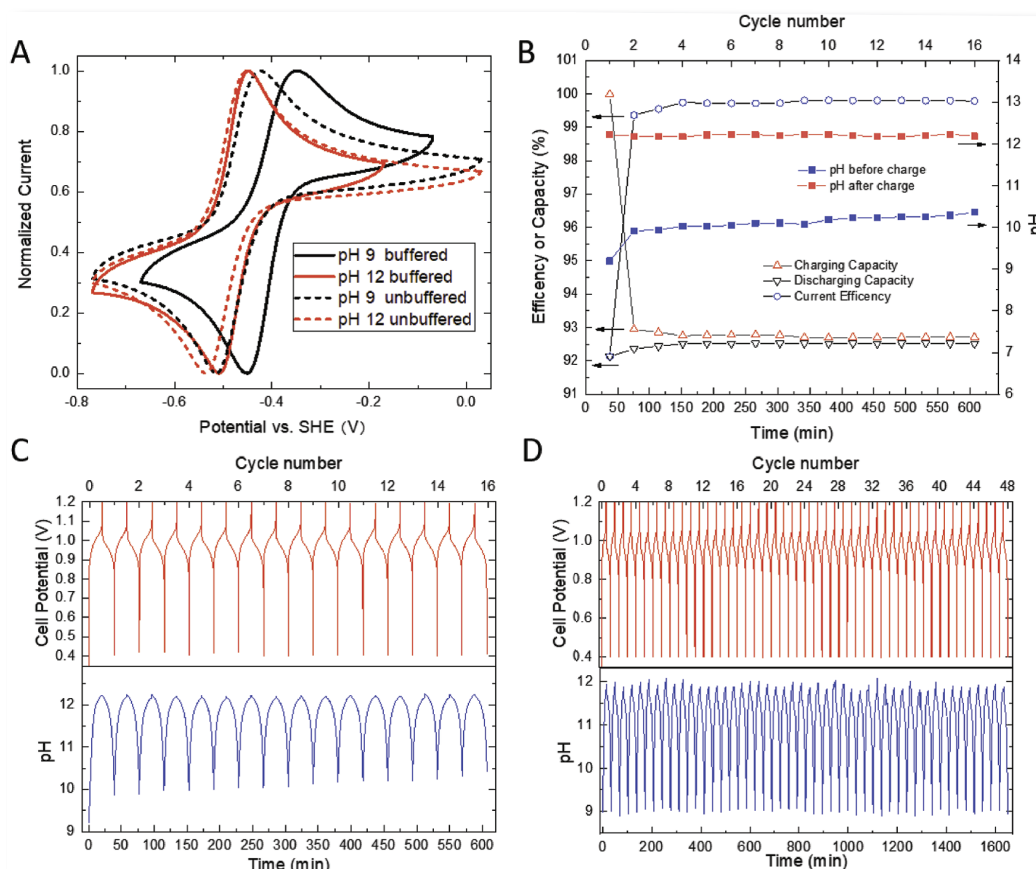 A
Normalized Current
1.0
0.8
0.6
0.4
0.2
0.0
pH 9 buffered
pH 12 buffered
pH 9 unbuffered
pH 12 unbuffered
-0.8
-0.6
-0.4
-0.2
0.0
Potential vs. SHE (V)
B
Cycle number
0 2 4 6 8 10 12 14 16
Efficency or Capacity (%)
101
100
99
98
97
96
95
94
93
92
91
pH before charge
pH after charge
Charging Capacity
Discharging Capacity
Current Efficency
14
13
12
11
10
9
8
7
6
pH
0 50 100 150 200 250 300 350 400 450 500 550 600 650
Time (min)
C
Cycle number
0 2 4 6 8 10 12 14 16
Cell Potential (V)
1.2
1.1
1.0
0.9
0.8
0.7
0.6
0.5
0.4
pH
12
11
10
9
0 50 100 150 200 250 300 350 400 450 500 550 600
Time (min)
D
Cycle number
0 4 8 12 16 20 24 28 32 36 40 44 48
Cell Potential (V)
1.2
1.0
0.8
0.6
0.4
pH
12
11
10
9
0 200 400 600 800 1000 1200 1400 1600
Time (min)